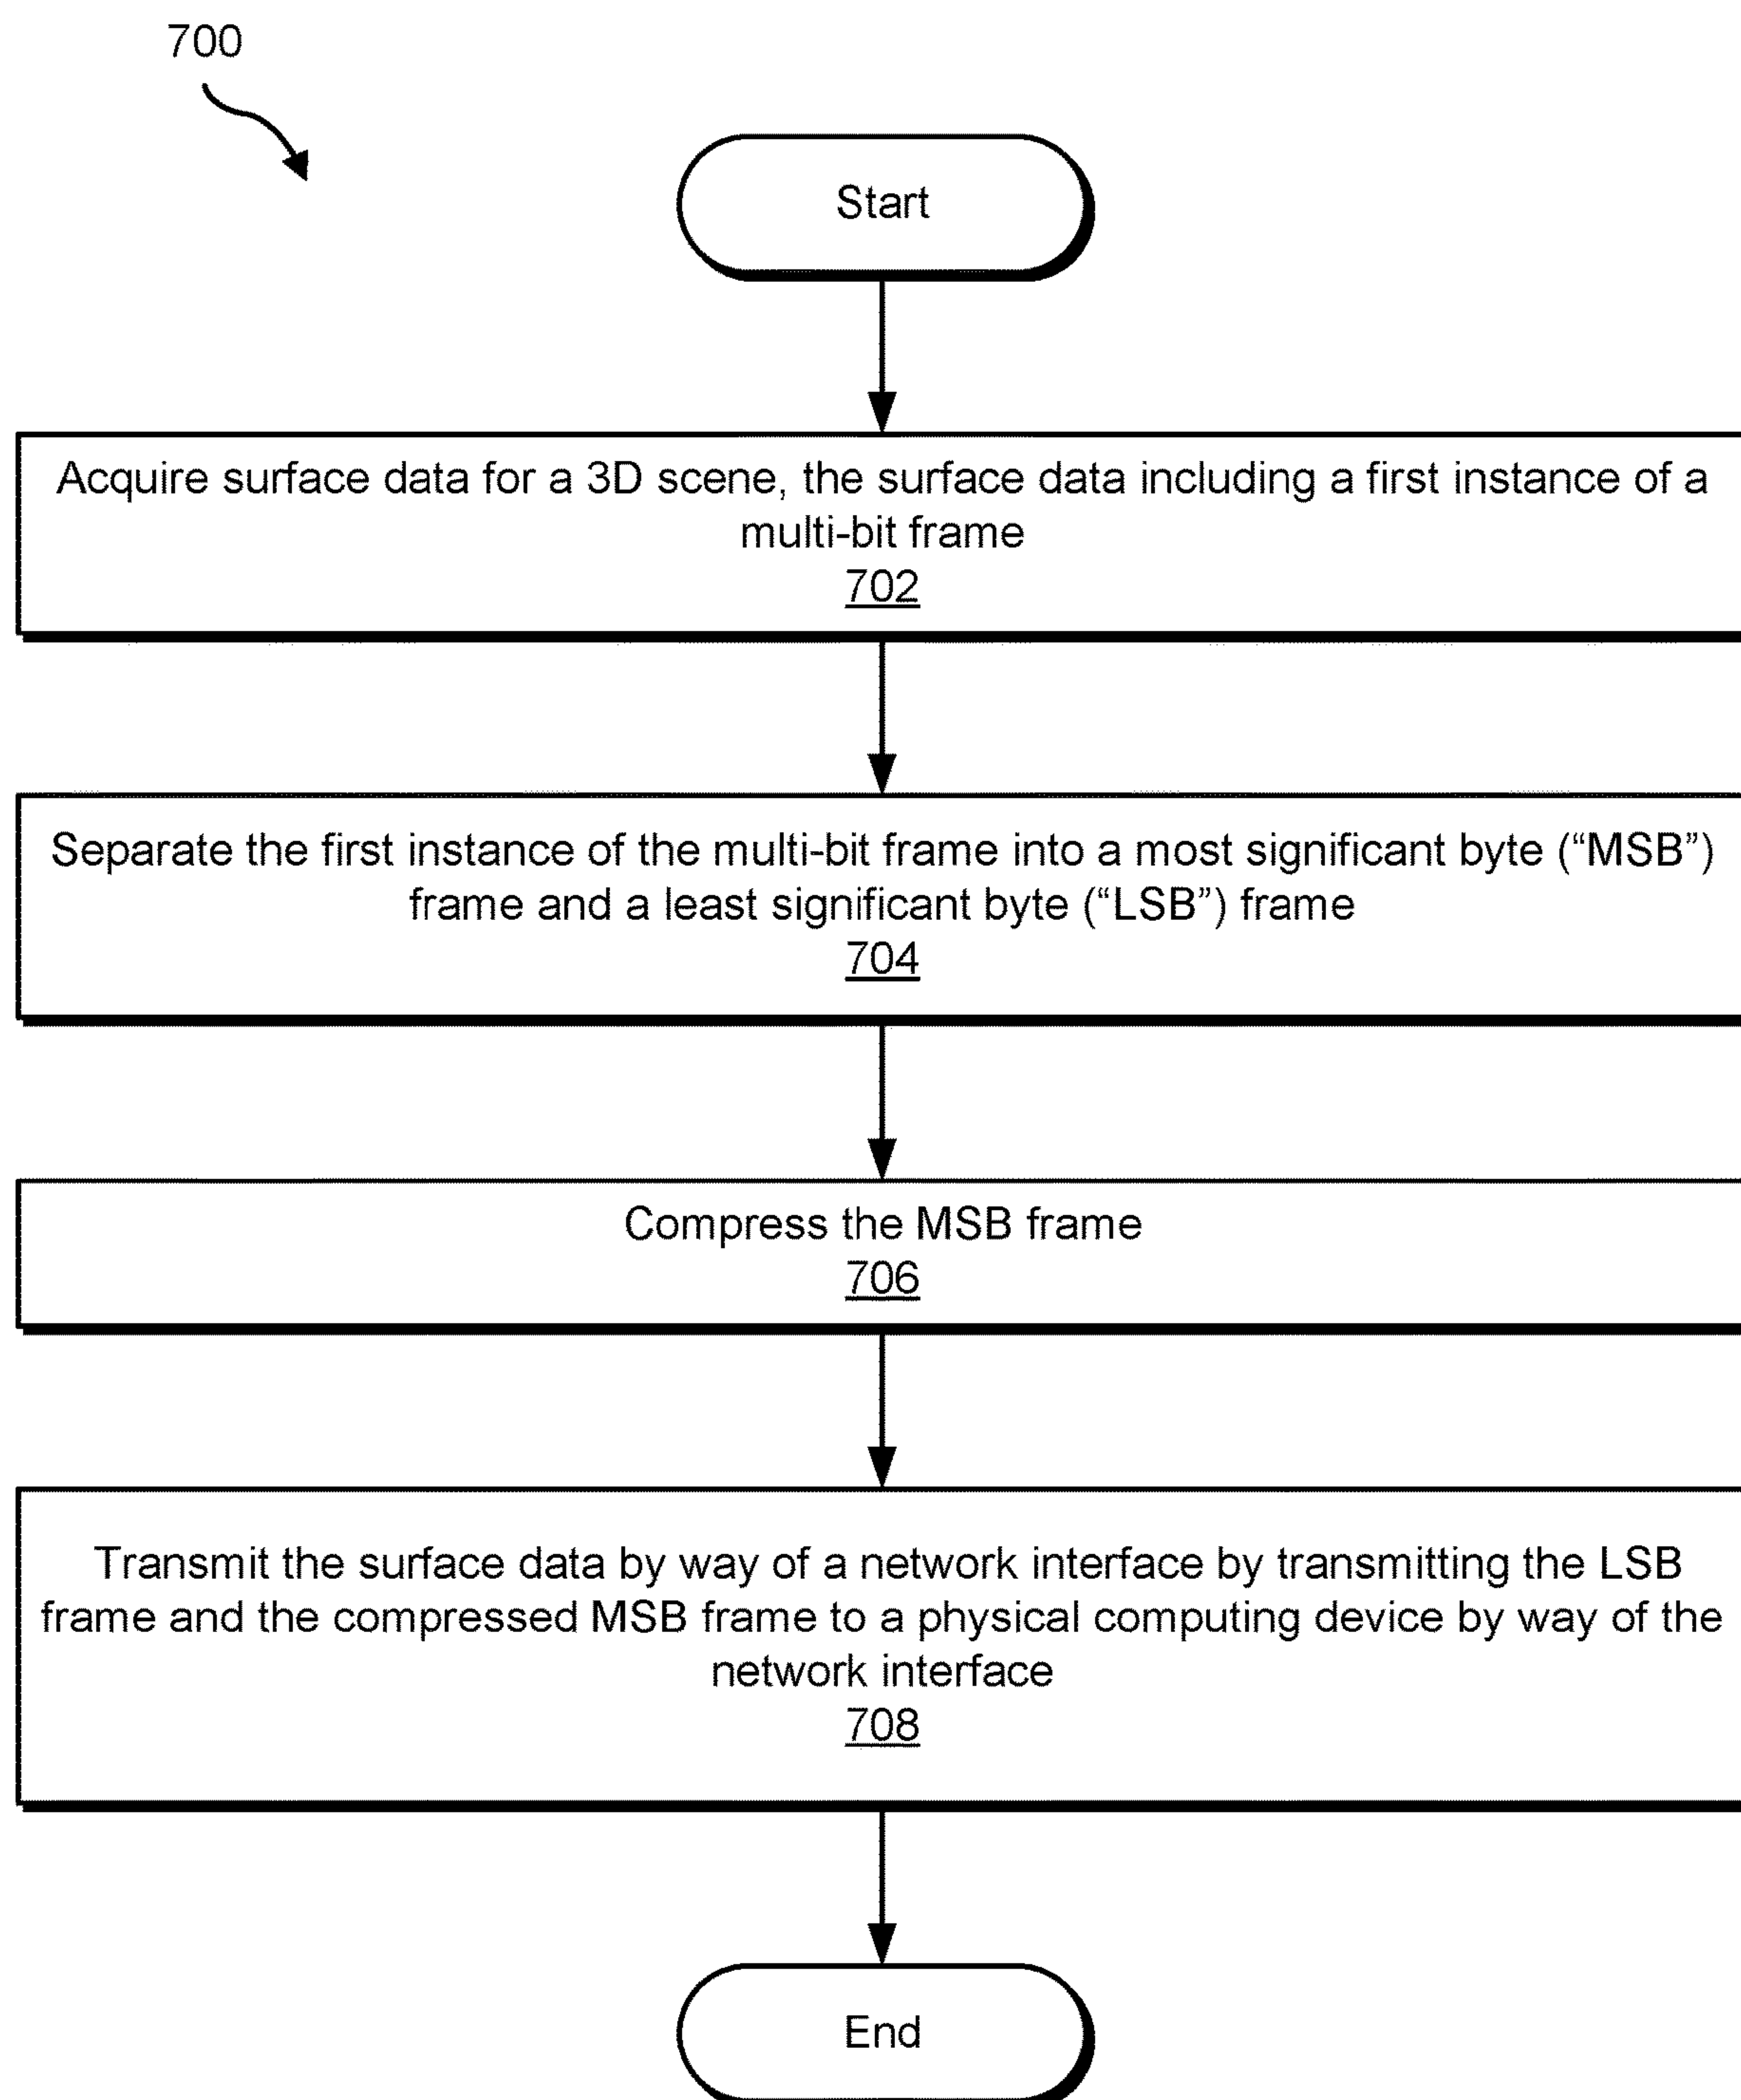 700
Start
Acquire surface data for a 3D scene, the surface data including a first instance of a
multi-bit frame
702
Separate the first instance of the multi-bit frame into a most significant byte (“MSB”)
frame and a least significant byte (“LSB”) frame
704
Compress the MSB frame
706
Transmit the surface data by way of a network interface by transmitting the LSB
frame and the compressed MSB frame to a physical computing device by way of the
network interface
708
End